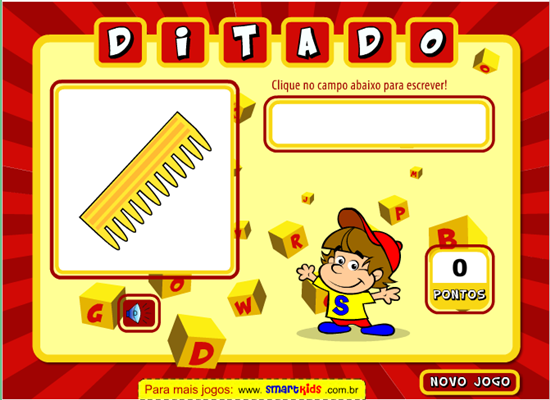 DiTADO
Clique no campo abaixo para escrever!
J
M
O
P
R
B
S
0
PONTOS
O
G
D
W
D
NOVO JOGO
Para mais jogos: www. smartkids .com.br